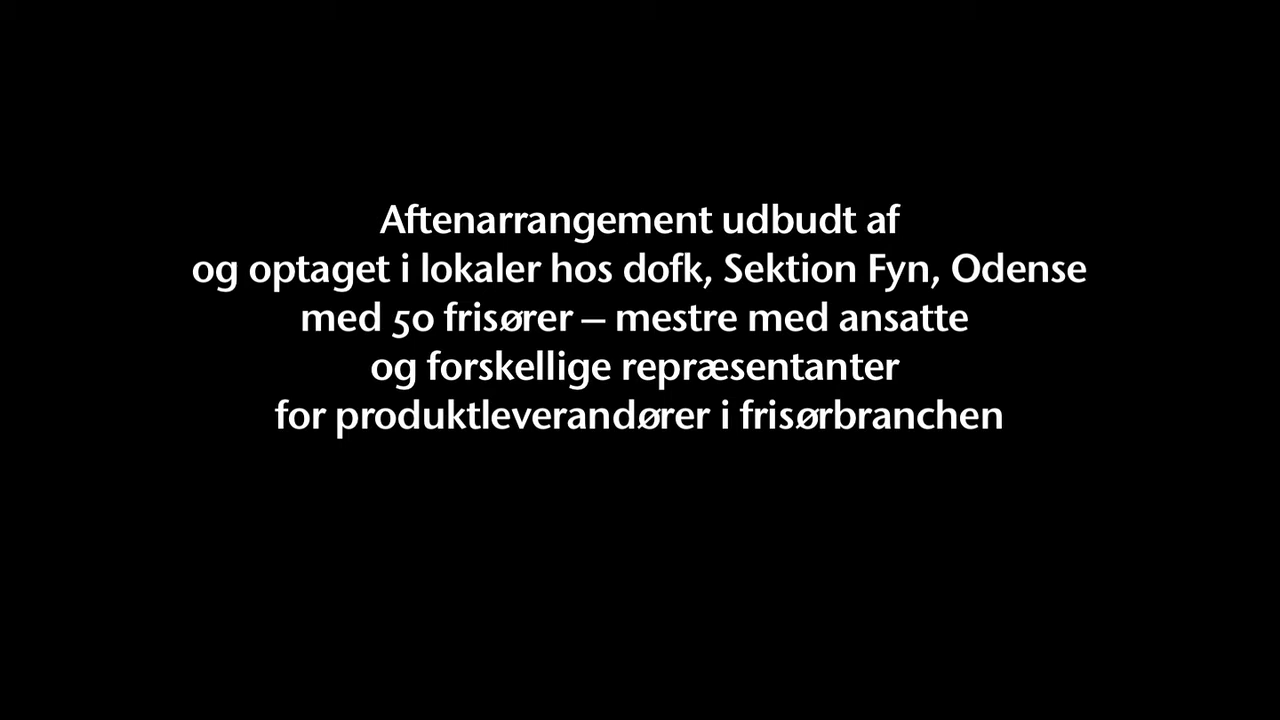 Aftenarrangement udbudt af
og optaget i lokaler hos dofk, Sektion Fyn, Odense
med 50 frisører – mestre med ansatte
og forskellige repræsentanter
for produktleverandører i frisørbranchen